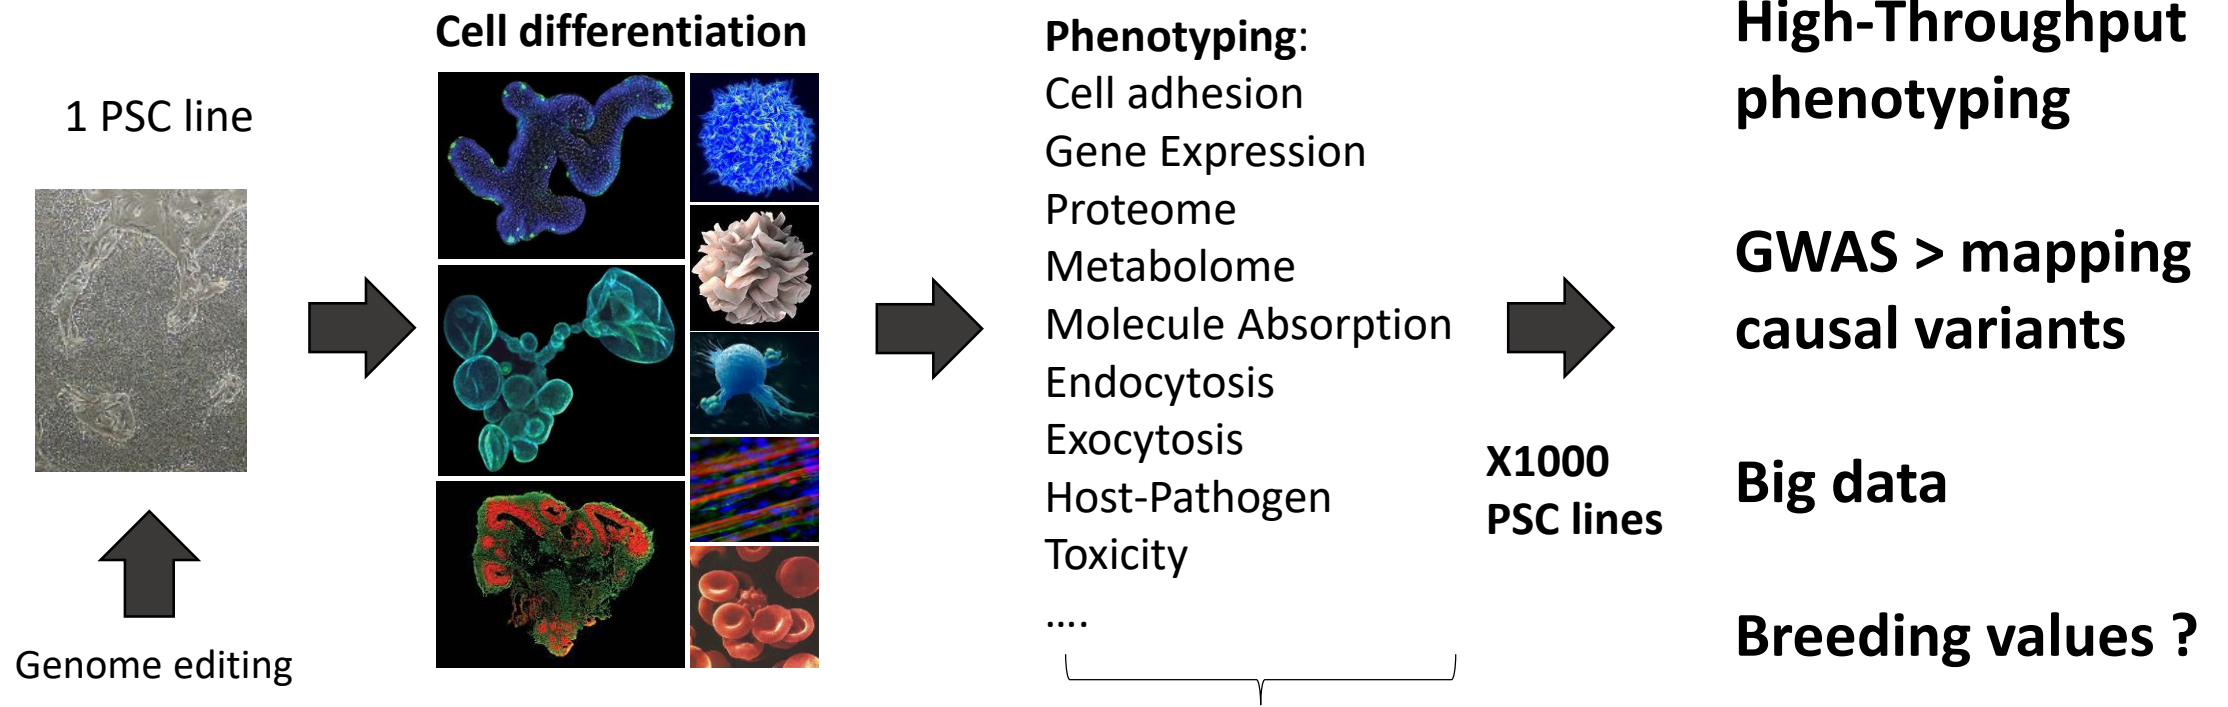 1 PSC line
Genome editing
Cell differentiation
Phenotyping:
Cell adhesion
Gene Expression
Proteome
Metabolome
Molecule Absorption
Endocytosis
Exocytosis
Host-Pathogen
Toxicity
....
X1000
PSC lines
High-Throughput
phenotyping
GWAS > mapping
causal variants
Big data
Breeding values ?